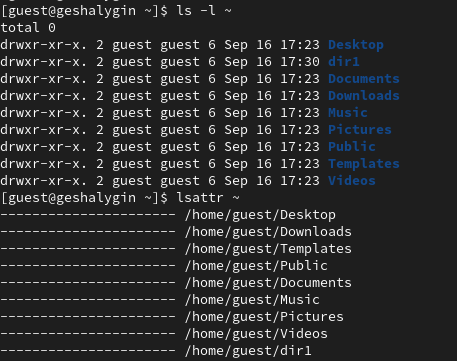 [guest@geshalygin ~]$ ls -l ~
total 0
drwxr-xr-x. 2 guest guest 6 Sep 16 17:23 Desktop
drwxr-xr-x. 2 guest guest 6 Sep 16 17:30 dir1
drwxr-xr-x. 2 guest guest 6 Sep 16 17:23 Documents
drwxr-xr-x. 2 guest guest 6 Sep 16 17:23 Downloads
drwxr-xr-x. 2 guest guest 6 Sep 16 17:23 Music
drwxr-xr-x. 2 guest guest 6 Sep 16 17:23 Pictures
drwxr-xr-x. 2 guest guest 6 Sep 16 17:23 Public
drwxr-xr-x. 2 guest guest 6 Sep 16 17:23 Templates
drwxr-xr-x. 2 guest guest 6 Sep 16 17:23 Videos
[guest@geshalygin ~]$ lsattr ~
---------------------- /home/guest/Desktop
---------------------- /home/guest/Downloads
---------------------- /home/guest/Templates
---------------------- /home/guest/Public
---------------------- /home/guest/Documents
---------------------- /home/guest/Music
---------------------- /home/guest/Pictures
---------------------- /home/guest/Videos
---------------------- /home/guest/dir1